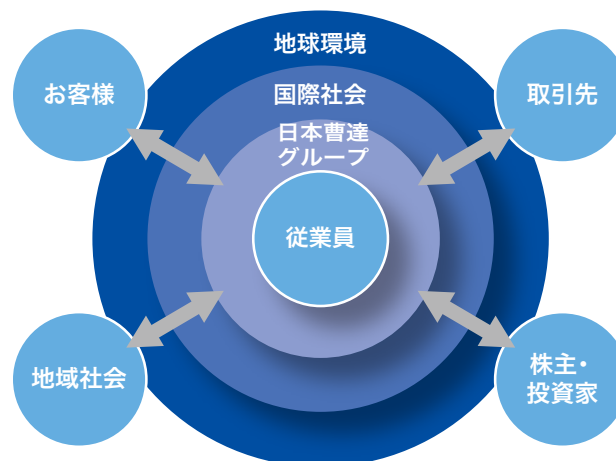 地球環境
お客様
国際社会
取引先
日本曹達
グループ
従業員
地域社会
株主・
投資家